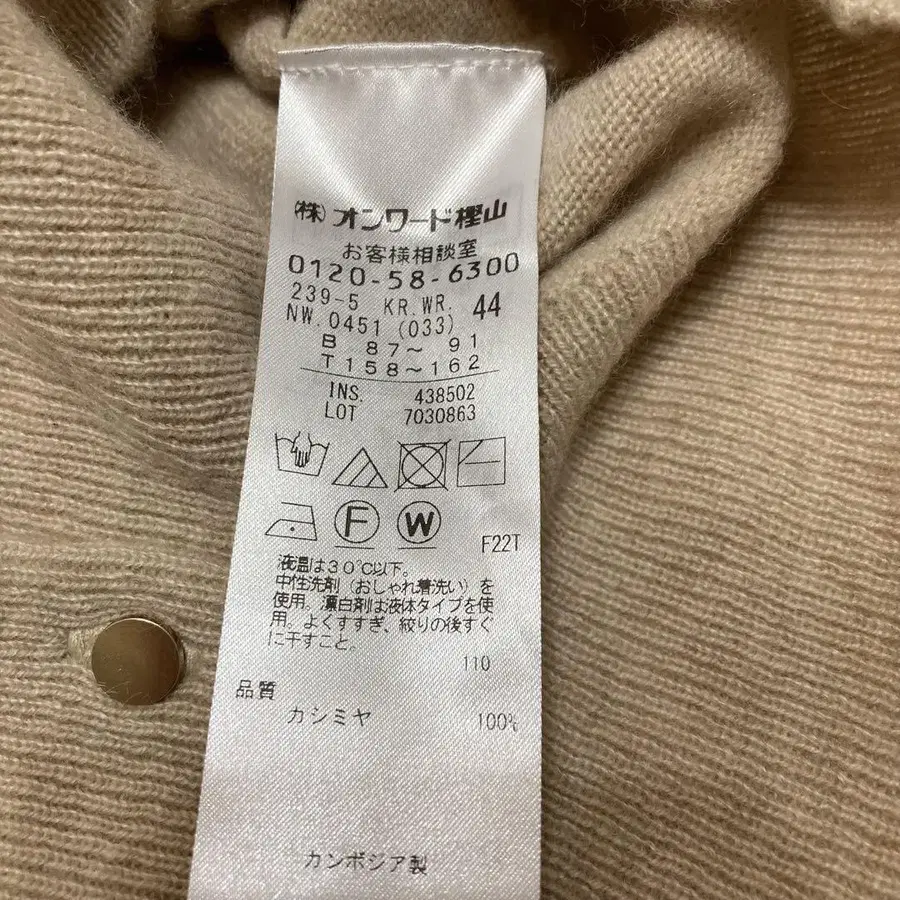 (株)オンワード樫山
お客様相談室
0120-58-6300
239-5 KR.WR. 44
NW.0451 (033)
B 87～ 91
T158～162
INS. 438502
LOT 7030863
F W
F22T
液温は30℃以下。
中性洗剤（おしゃれ着洗い）を
使用。漂白剤は液体タイプを使
用。よくすすぎ、絞りの後すぐ
に干すこと。
110
品質
カシミヤ 100%
カンボジア製